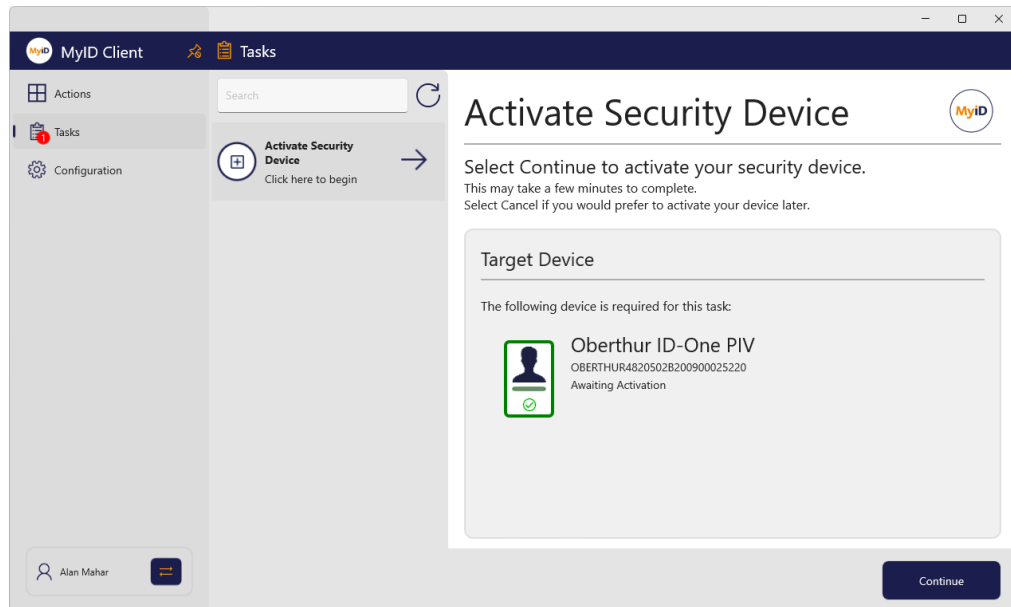 MyiD
MyID Client
Tasks
Actions
Tasks
1
Configuration
Search
Activate Security
Device
Click here to begin
Activate Security Device
MyiD
Select Continue to activate your security device.
This may take a few minutes to complete.
Select Cancel if you would prefer to activate your device later.
Target Device
The following device is required for this task:
Oberthur ID-One PIV
OBERTHUR4820502B200900025220
Awaiting Activation
Alan Mahar
Continue